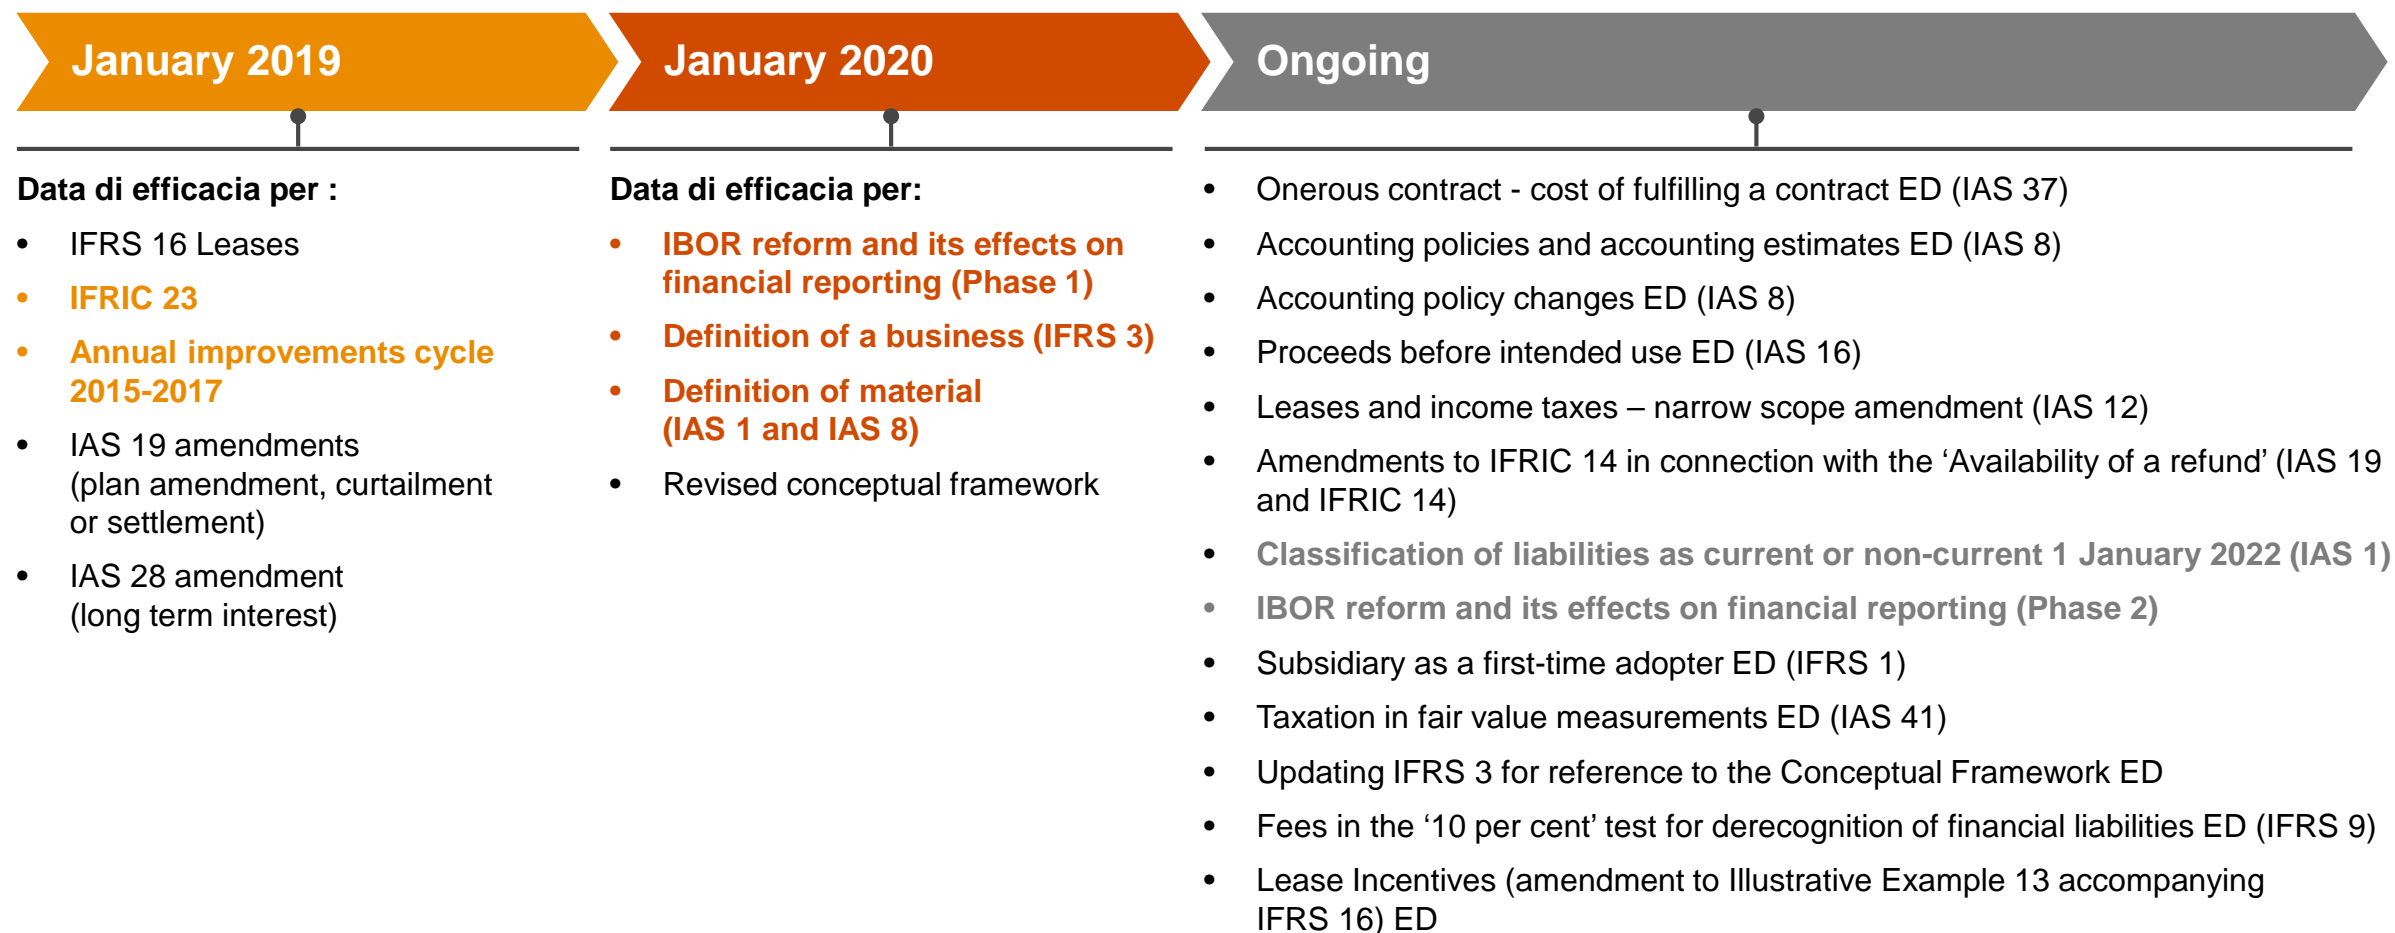 January 2019
January 2020
Ongoing
Data di efficacia per :
• IFRS 16 Leases
• IFRIC 23
• Annual improvements cycle
2015-2017
• IAS 19 amendments
(plan amendment, curtailment
or settlement)
• IAS 28 amendment
(long term interest)
Data di efficacia per:
• IBOR reform and its effects on
financial reporting (Phase 1)
• Definition of a business (IFRS 3)
• Definition of material
(IAS 1 and IAS 8)
• Revised conceptual framework
• Onerous contract - cost of fulfilling a contract ED (IAS 37)
• Accounting policies and accounting estimates ED (IAS 8)
• Accounting policy changes ED (IAS 8)
• Proceeds before intended use ED (IAS 16)
• Leases and income taxes – narrow scope amendment (IAS 12)
• Amendments to IFRIC 14 in connection with the ‘Availability of a refund’ (IAS 19
and IFRIC 14)
• Classification of liabilities as current or non-current 1 January 2022 (IAS 1)
• IBOR reform and its effects on financial reporting (Phase 2)
• Subsidiary as a first-time adopter ED (IFRS 1)
• Taxation in fair value measurements ED (IAS 41)
• Updating IFRS 3 for reference to the Conceptual Framework ED
• Fees in the ‘10 per cent’ test for derecognition of financial liabilities ED (IFRS 9)
• Lease Incentives (amendment to Illustrative Example 13 accompanying
IFRS 16) ED